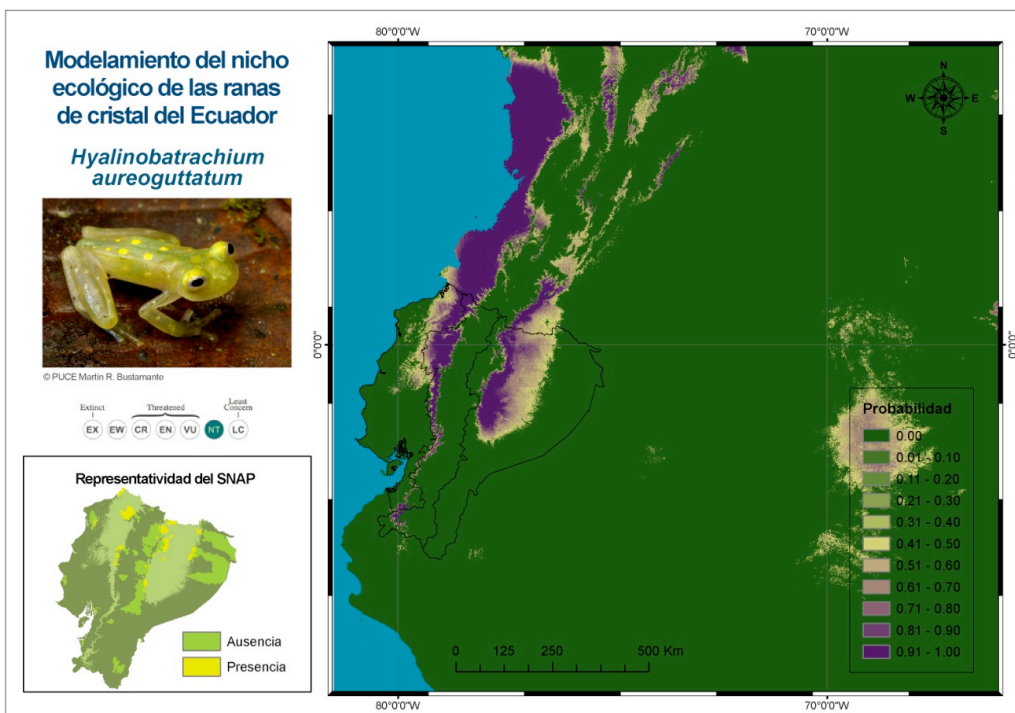 Modelamiento del nicho
ecológico de las ranas
de cristal del Ecuador
Hyalinobatrachium
aureoguttatum
© PUCE Martín R. Bustamante
Extinct
Threatened
Least
Concern
EX EW CR EN VU NT LC
Representatividad del SNAP
Ausencia
Presencia
80°0'0"W 70°0'0"W
N
W E
S
0°0'0" 0°0'0"
Probabilidad
0.00
0.01 - 0.10
0.11 - 0.20
0.21 - 0.30
0.31 - 0.40
0.41 - 0.50
0.51 - 0.60
0.61 - 0.70
0.71 - 0.80
0.81 - 0.90
0.91 - 1.00
0 125 250 500 Km
80°0'0"W 70°0'0"W